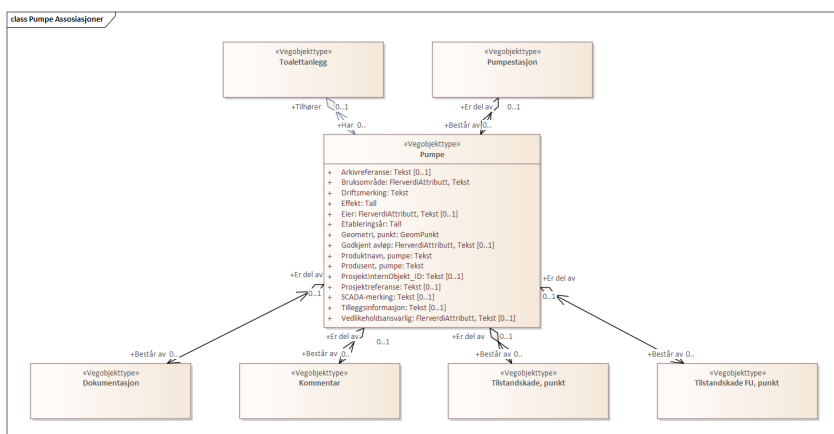 class Pumpe Assosiasjoner
«Vegobjekttype»
Toalettanlegg
«Vegobjekttype»
Pumpestasjon
+Tilhører 0..1
+Er del av 0..1
+Har 0..
+Består av 0..
«Vegobjekttype»
Pumpe
+ Arkivreferanse: Tekst [0..1]
+ Bruksområde: FlerverdiAttributt, Tekst
+ Driftsmerking: Tekst
+ Effekt: Tall
+ Eier: FlerverdiAttributt, Tekst [0..1]
+ Etableringsår: Tall
+ Geometri, punkt: GeomPunkt
+ Godkjent avløp: FlerverdiAttributt, Tekst [0..1]
+ Produktnavn, pumpe: Tekst
+ Produsent, pumpe: Tekst
+ ProsjektInternObjekt_ID: Tekst [0..1]
+ Prosjektreferanse: Tekst [0..1]
+ SCADA-merking: Tekst [0..1]
+ Tilleggsinformasjon: Tekst [0..1]
+ Vedlikeholdsansvarlig: FlerverdiAttributt, Tekst [0..1]
+Er del av
0..1
+Er del av
0..1
+Er del av
0..1
+Er del av
0..1
+Består av 0..
+Består av 0..
+Består av 0..
+Består av 0..
«Vegobjekttype»
Dokumentasjon
«Vegobjekttype»
Kommentar
«Vegobjekttype»
Tilstandskade, punkt
«Vegobjekttype»
Tilstandskade FU, punkt